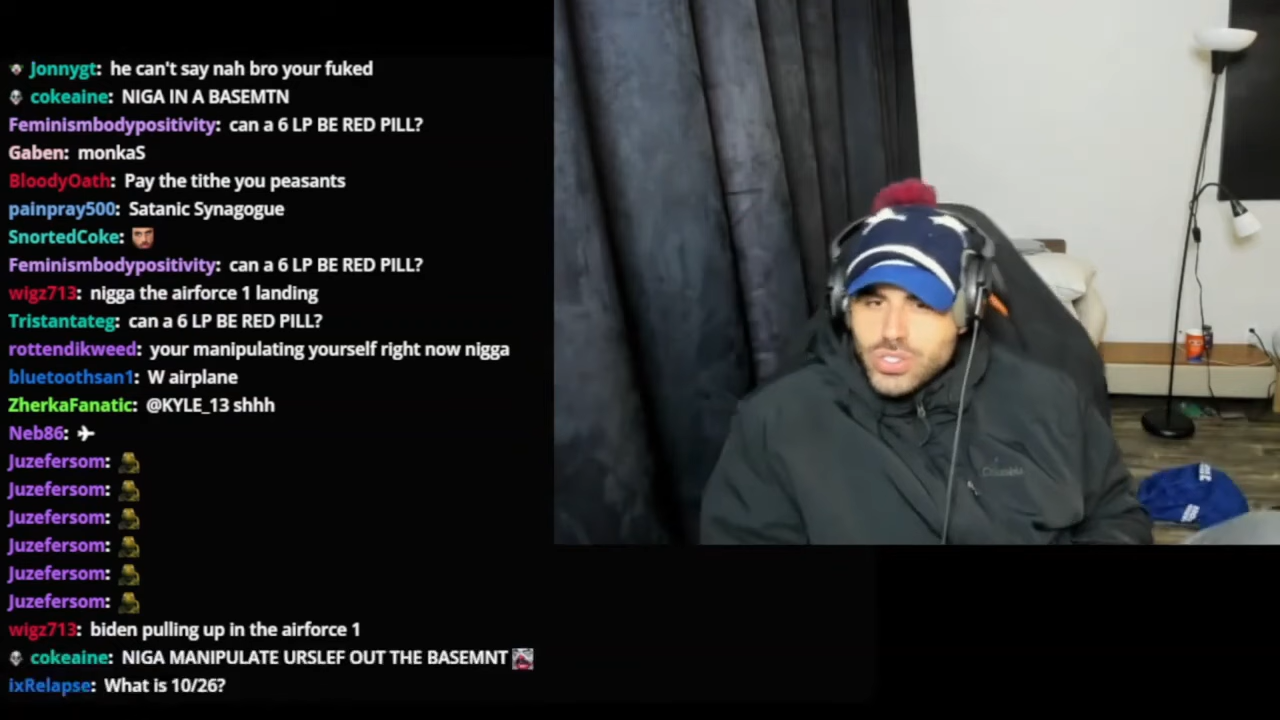 Jonnygt: he can't say nah bro your fuked
cokeaine: NIGA IN A BASEMTN
Feminismbodypositivity: can a 6 LP BE RED PILL?
Gaben: monkaS
BloodyOath: Pay the tithe you peasants
painpray500: Satanic Synagogue
SnortedCoke:
Feminismbodypositivity: can a 6 LP BE RED PILL?
wigz713: nigga the airforce 1 landing
Tristantateg: can a 6 LP BE RED PILL?
rottendikweed: your manipulating yourself right now nigga
bluetoothsan1: W airplane
ZherkaFanatic: @KYLE_13 shhh
Neb86: ✈
Juzefersom:
Juzefersom:
Juzefersom:
Juzefersom:
Juzefersom:
Juzefersom:
wigz713: biden pulling up in the airforce 1
cokeaine: NIGA MANIPULATE URSLEF OUT THE BASEMNT
ixRelapse: What is 10/26?
Columbia